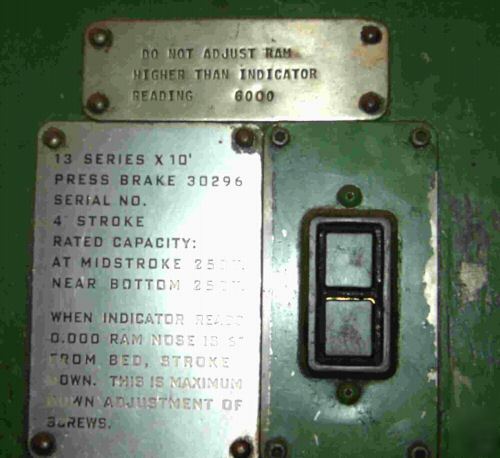 DO NOT ADJUST RAM
HIGHER THAN INDICATOR
READING 6000
13 SERIES X 10'
PRESS BRAKE 30296
SERIAL NO.
4" STROKE
RATED CAPACITY:
AT MIDSTROKE
NEAR BOTTOM
WHEN INDICATOR READS
0.000 RAM NOSE IS
FROM BED, STROKE
DOWN. THIS IS MAXIMUM
DOWN ADJUSTMENT OF
SCREWS.